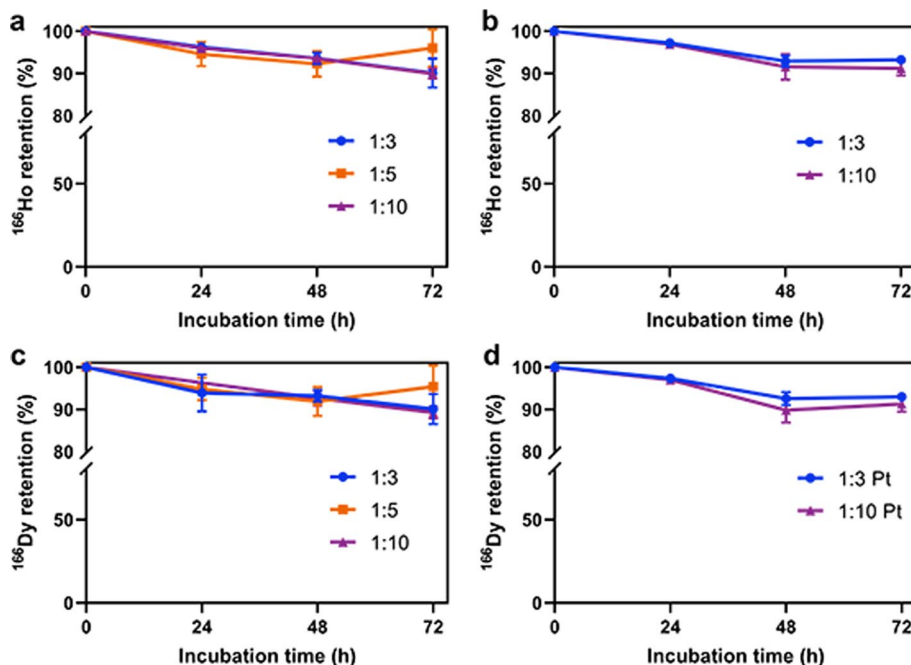 a
¹⁶⁶Ho retention (%)
100
90
80
50
0
1:3
1:5
1:10
0 24 48 72
Incubation time (h)
b
¹⁶⁶Ho retention (%)
100
90
80
50
0
1:3
1:10
0 24 48 72
Incubation time (h)
c
¹⁶⁶Dy retention (%)
100
90
80
50
0
1:3
1:5
1:10
0 24 48 72
Incubation time (h)
d
¹⁶⁶Dy retention (%)
100
90
80
50
0
1:3 Pt
1:10 Pt
0 24 48 72
Incubation time (h)